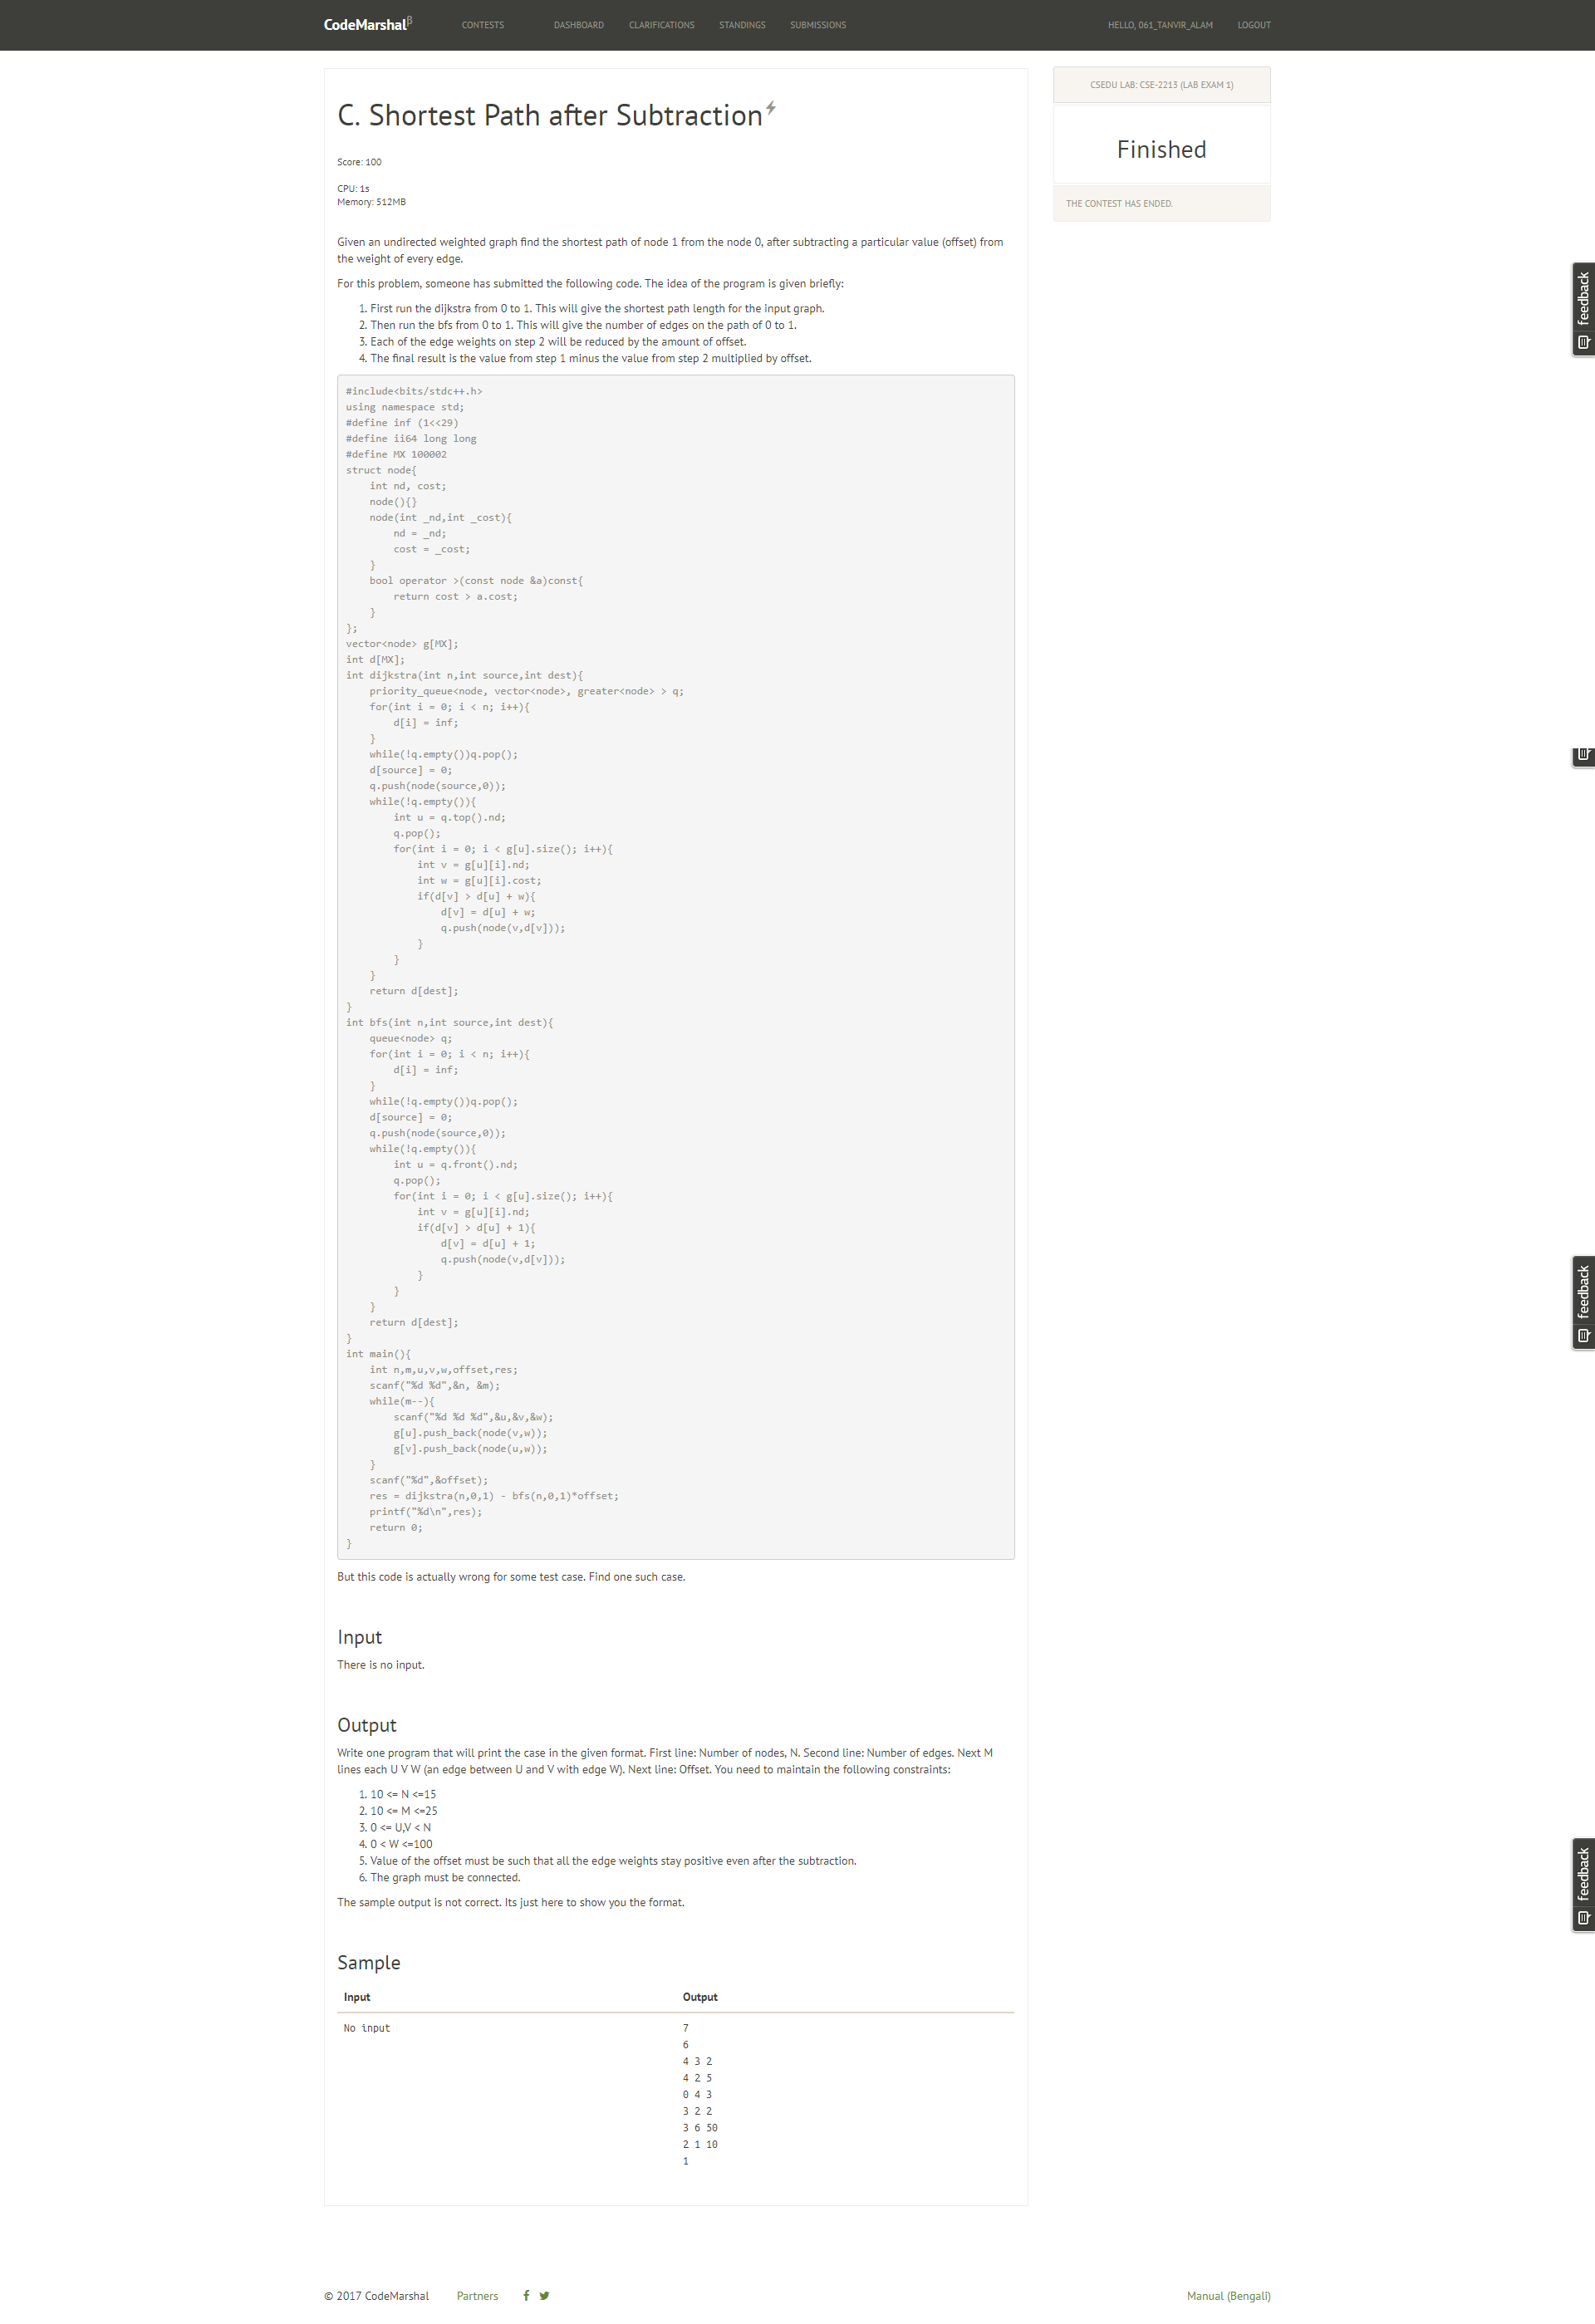 CodeMarshalβ CONTESTS DASHBOARD CLARIFICATIONS STANDINGS SUBMISSIONS HELLO, 061_TANVIR_ALAM LOGOUT
C. Shortest Path after Subtraction
Score: 100
CPU: 1s
Memory: 512MB
Given an undirected weighted graph find the shortest path of node 1 from the node 0, after subtracting a particular value (offset) from
the weight of every edge.
For this problem, someone has submitted the following code. The idea of the program is given briefly:
1. First run the dijkstra from 0 to 1. This will give the shortest path length for the input graph.
2. Then run the bfs from 0 to 1. This will give the number of edges on the path of 0 to 1.
3. Each of the edge weights on step 2 will be reduced by the amount of offset.
4. The final result is the value from step 1 minus the value from step 2 multiplied by offset.
#include<bits/stdc++.h>
using namespace std;
#define inf (1<<29)
#define ii64 long long
#define MX 100002
struct node{
    int nd, cost;
    node(){}
    node(int _nd,int _cost){
        nd = _nd;
        cost = _cost;
    }
    bool operator >(const node &a)const{
        return cost > a.cost;
    }
};
vector<node> g[MX];
int d[MX];
int dijkstra(int n,int source,int dest){
    priority_queue<node, vector<node>, greater<node> > q;
    for(int i = 0; i < n; i++){
        d[i] = inf;
    }
    while(!q.empty())q.pop();
    d[source] = 0;
    q.push(node(source,0));
    while(!q.empty()){
        int u = q.top().nd;
        q.pop();
        for(int i = 0; i < g[u].size(); i++){
            int v = g[u][i].nd;
            int w = g[u][i].cost;
            if(d[v] > d[u] + w){
                d[v] = d[u] + w;
                q.push(node(v,d[v]));
            }
        }
    }
    return d[dest];
}
int bfs(int n,int source,int dest){
    queue<node> q;
    for(int i = 0; i < n; i++){
        d[i] = inf;
    }
    while(!q.empty())q.pop();
    d[source] = 0;
    q.push(node(source,0));
    while(!q.empty()){
        int u = q.front().nd;
        q.pop();
        for(int i = 0; i < g[u].size(); i++){
            int v = g[u][i].nd;
            if(d[v] > d[u] + 1){
                d[v] = d[u] + 1;
                q.push(node(v,d[v]));
            }
        }
    }
    return d[dest];
}
int main(){
    int n,m,u,v,w,offset,res;
    scanf("%d %d",&n, &m);
    while(m--){
        scanf("%d %d %d",&u,&v,&w);
        g[u].push_back(node(v,w));
        g[v].push_back(node(u,w));
    }
    scanf("%d",&offset);
    res = dijkstra(n,0,1) - bfs(n,0,1)*offset;
    printf("%d\n",res);
    return 0;
}
But this code is actually wrong for some test case. Find one such case.
Input
There is no input.
Output
Write one program that will print the case in the given format. First line: Number of nodes, N. Second line: Number of edges. Next M
lines each U V W (an edge between U and V with edge W). Next line: Offset. You need to maintain the following constraints:
1. 10 <= N <=15
2. 10 <= M <=25
3. 0 <= U,V < N
4. 0 < W <=100
5. Value of the offset must be such that all the edge weights stay positive even after the subtraction.
6. The graph must be connected.
The sample output is not correct. Its just here to show you the format.
Sample
Input Output
No input 7
6
4 3 2
4 2 5
0 4 3
3 2 2
3 6 50
2 1 10
1
CSEDU LAB: CSE-2213 (LAB EXAM 1)
Finished
THE CONTEST HAS ENDED.
feedback
feedback
feedback
© 2017 CodeMarshal Partners Manual (Bengali)